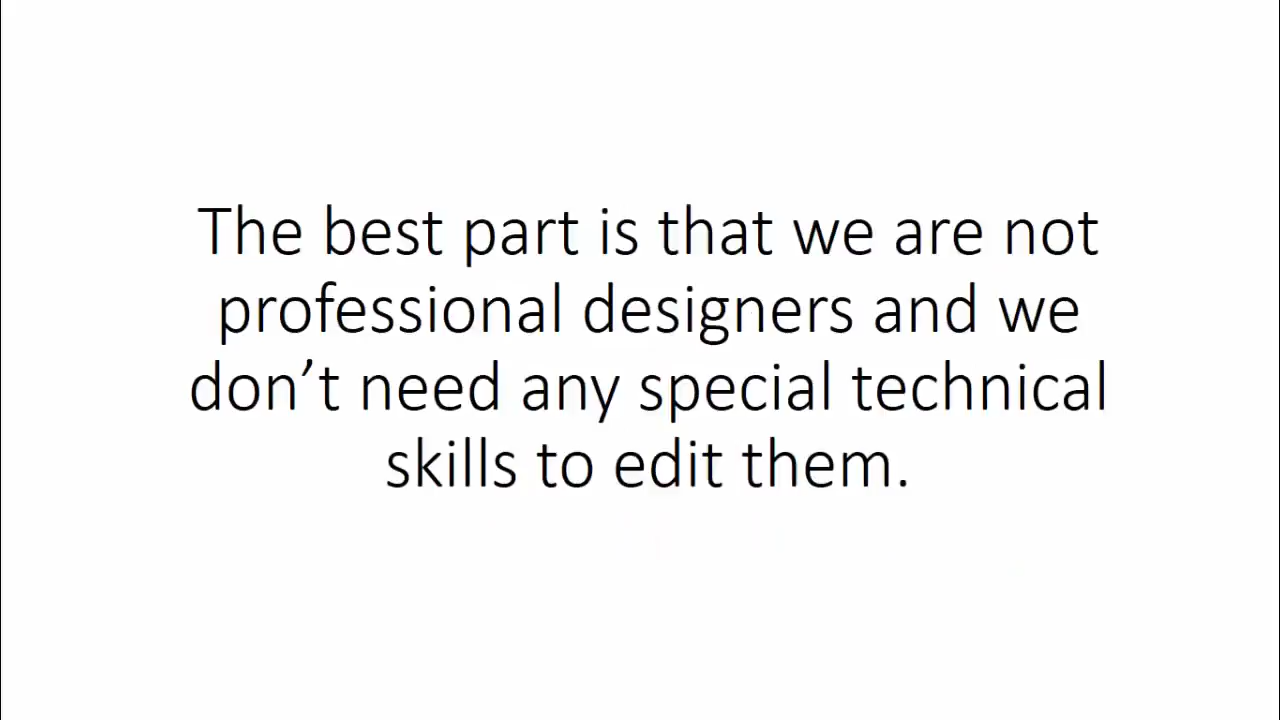 The best part is that we are not
professional designers and we
don’t need any special technical
skills to edit them.